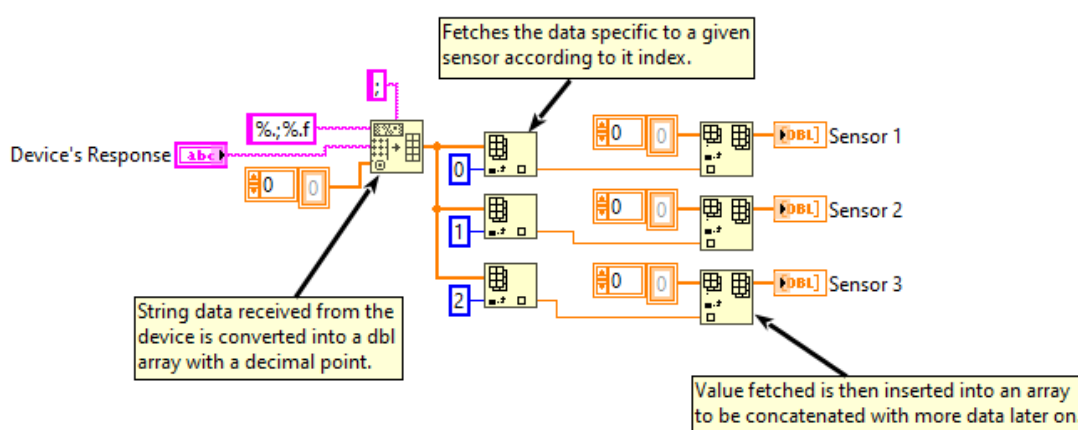 Fetches the data specific to a given
sensor according to it index.
;
%.;%.f
Device's Response
abc
0
0
0
0
0
DBL]
Sensor 1
1
0
0
DBL]
Sensor 2
2
0
0
DBL]
Sensor 3
String data received from the
device is converted into a dbl
array with a decimal point.
Value fetched is then inserted into an array
to be concatenated with more data later on